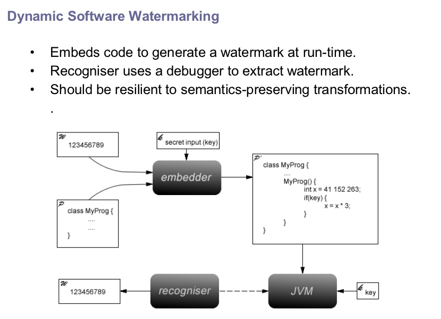 Dynamic Software Watermarking
• Embeds code to generate a watermark at run-time.
• Recogniser uses a debugger to extract watermark.
• Should be resilient to semantics-preserving transformations.
.
W
123456789
k
secret input (key)
P
class MyProg {
....
....
}
embedder
P'
class MyProg {
....
MyProg() {
int x = 41 152 263;
if(key) {
x = x * 3;
}
}
}
W
123456789
recogniser
JVM
k
key